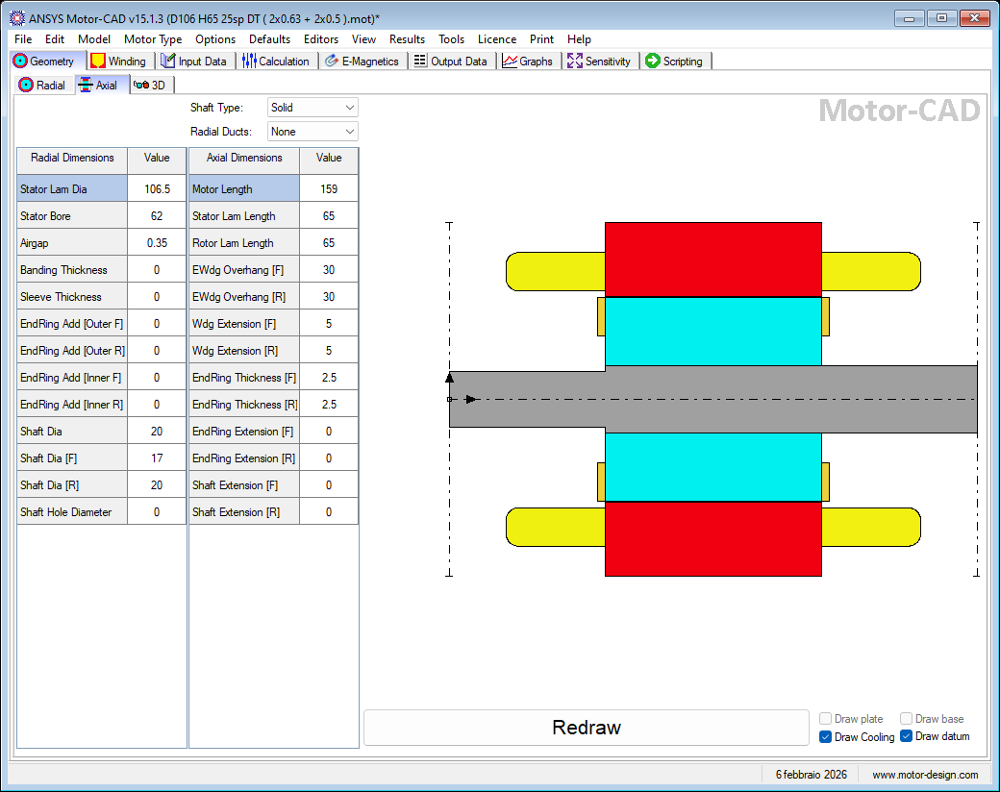 ANSYS Motor-CAD v15.1.3 (D106 H65 25sp DT ( 2x0.63 + 2x0.5 ).mot)*
File Edit Model Motor Type Options Defaults Editors View Results Tools Licence Print Help
Geometry Winding Input Data Calculation E-Magnetics Output Data Graphs Sensitivity Scripting
Radial Axial 3D
Shaft Type: Solid
Motor-CAD
Radial Ducts: None
Radial Dimensions Value Axial Dimensions Value
Stator Lam Dia 106.5 Motor Length 159
Stator Bore 62 Stator Lam Length 65
Airgap 0.35 Rotor Lam Length 65
Banding Thickness 0 EWdg Overhang [F] 30
Sleeve Thickness 0 EWdg Overhang [R] 30
EndRing Add [Outer F] 0 Wdg Extension [F] 5
EndRing Add [Outer R] 0 Wdg Extension [R] 5
EndRing Add [Inner F] 0 EndRing Thickness [F] 2.5
EndRing Add [Inner R] 0 EndRing Thickness [R] 2.5
Shaft Dia 20 EndRing Extension [F] 0
Shaft Dia [F] 17 EndRing Extension [R] 0
Shaft Dia [R] 20 Shaft Extension [F] 0
Shaft Hole Diameter 0 Shaft Extension [R] 0
Redraw
Draw plate Draw base
Draw Cooling Draw datum
6 febbraio 2026 www.motor-design.com